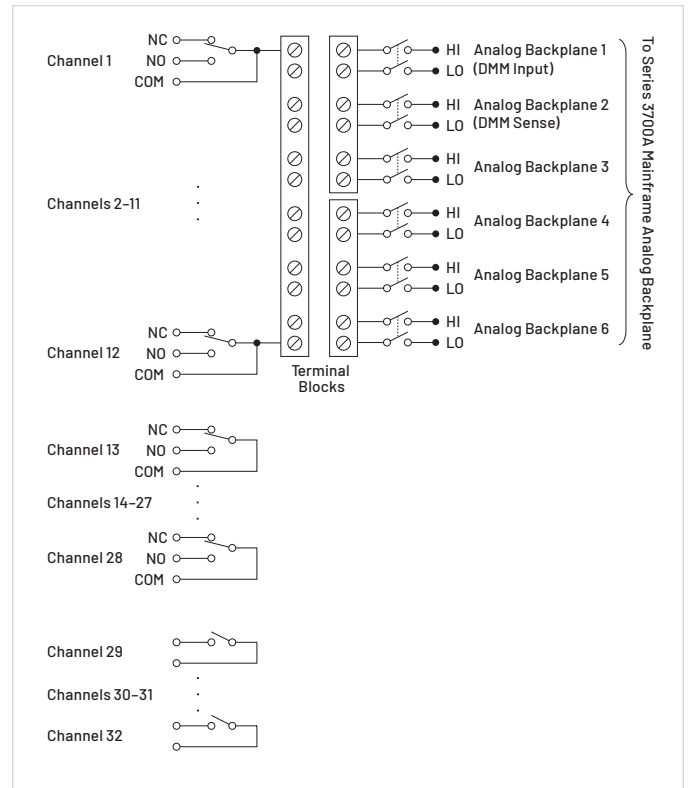 Channel 1
NC
NO
COM
Channels 2–11
Channel 12
NC
NO
COM
Terminal
Blocks
HI Analog Backplane 1
LO (DMM Input)
HI Analog Backplane 2
LO (DMM Sense)
HI
Analog Backplane 3
LO
HI
Analog Backplane 4
LO
HI
Analog Backplane 5
LO
HI
Analog Backplane 6
LO
To Series 3700A Mainframe Analog Backplane
Channel 13
NC
NO
COM
Channels 14–27
Channel 28
NC
NO
COM
Channel 29
Channels 30–31
Channel 32